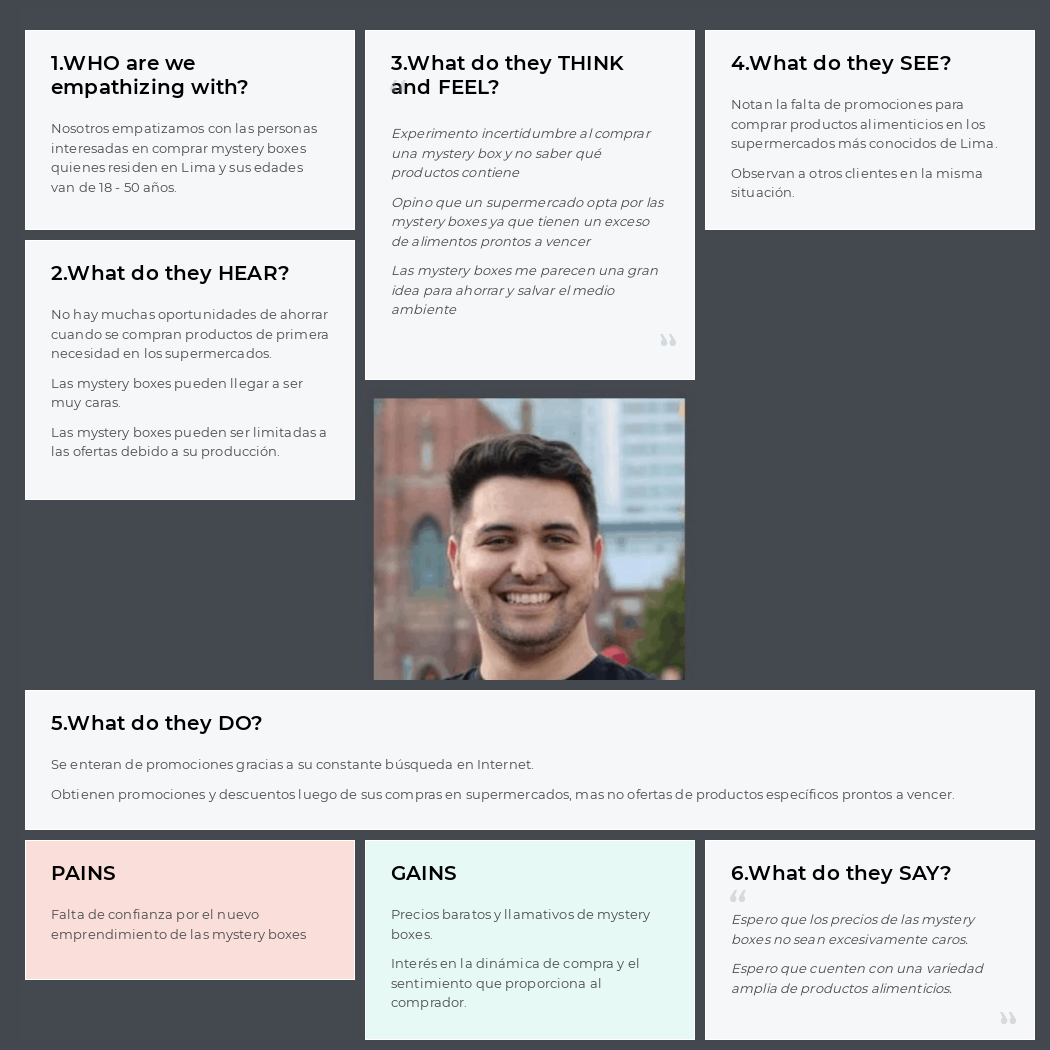 1.WHO are we
empathizing with?
Nosotros empatizamos con las personas
interesadas en comprar mystery boxes
quienes residen en Lima y sus edades
van de 18 - 50 años.
2.What do they HEAR?
No hay muchas oportunidades de ahorrar
cuando se compran productos de primera
necesidad en los supermercados.
Las mystery boxes pueden llegar a ser
muy caras.
Las mystery boxes pueden ser limitadas a
las ofertas debido a su producción.
3.What do they THINK
and FEEL?
“
Experimento incertidumbre al comprar
una mystery box y no saber qué
productos contiene
Opino que un supermercado opta por las
mystery boxes ya que tienen un exceso
de alimentos prontos a vencer
Las mystery boxes me parecen una gran
idea para ahorrar y salvar el medio
ambiente
”
4.What do they SEE?
Notan la falta de promociones para
comprar productos alimenticios en los
supermercados más conocidos de Lima.
Observan a otros clientes en la misma
situación.
5.What do they DO?
Se enteran de promociones gracias a su constante búsqueda en Internet.
Obtienen promociones y descuentos luego de sus compras en supermercados, mas no ofertas de productos específicos prontos a vencer.
PAINS
Falta de confianza por el nuevo
emprendimiento de las mystery boxes
GAINS
Precios baratos y llamativos de mystery
boxes.
Interés en la dinámica de compra y el
sentimiento que proporciona al
comprador.
6.What do they SAY?
“
Espero que los precios de las mystery
boxes no sean excesivamente caros.
Espero que cuenten con una variedad
amplia de productos alimenticios.
”